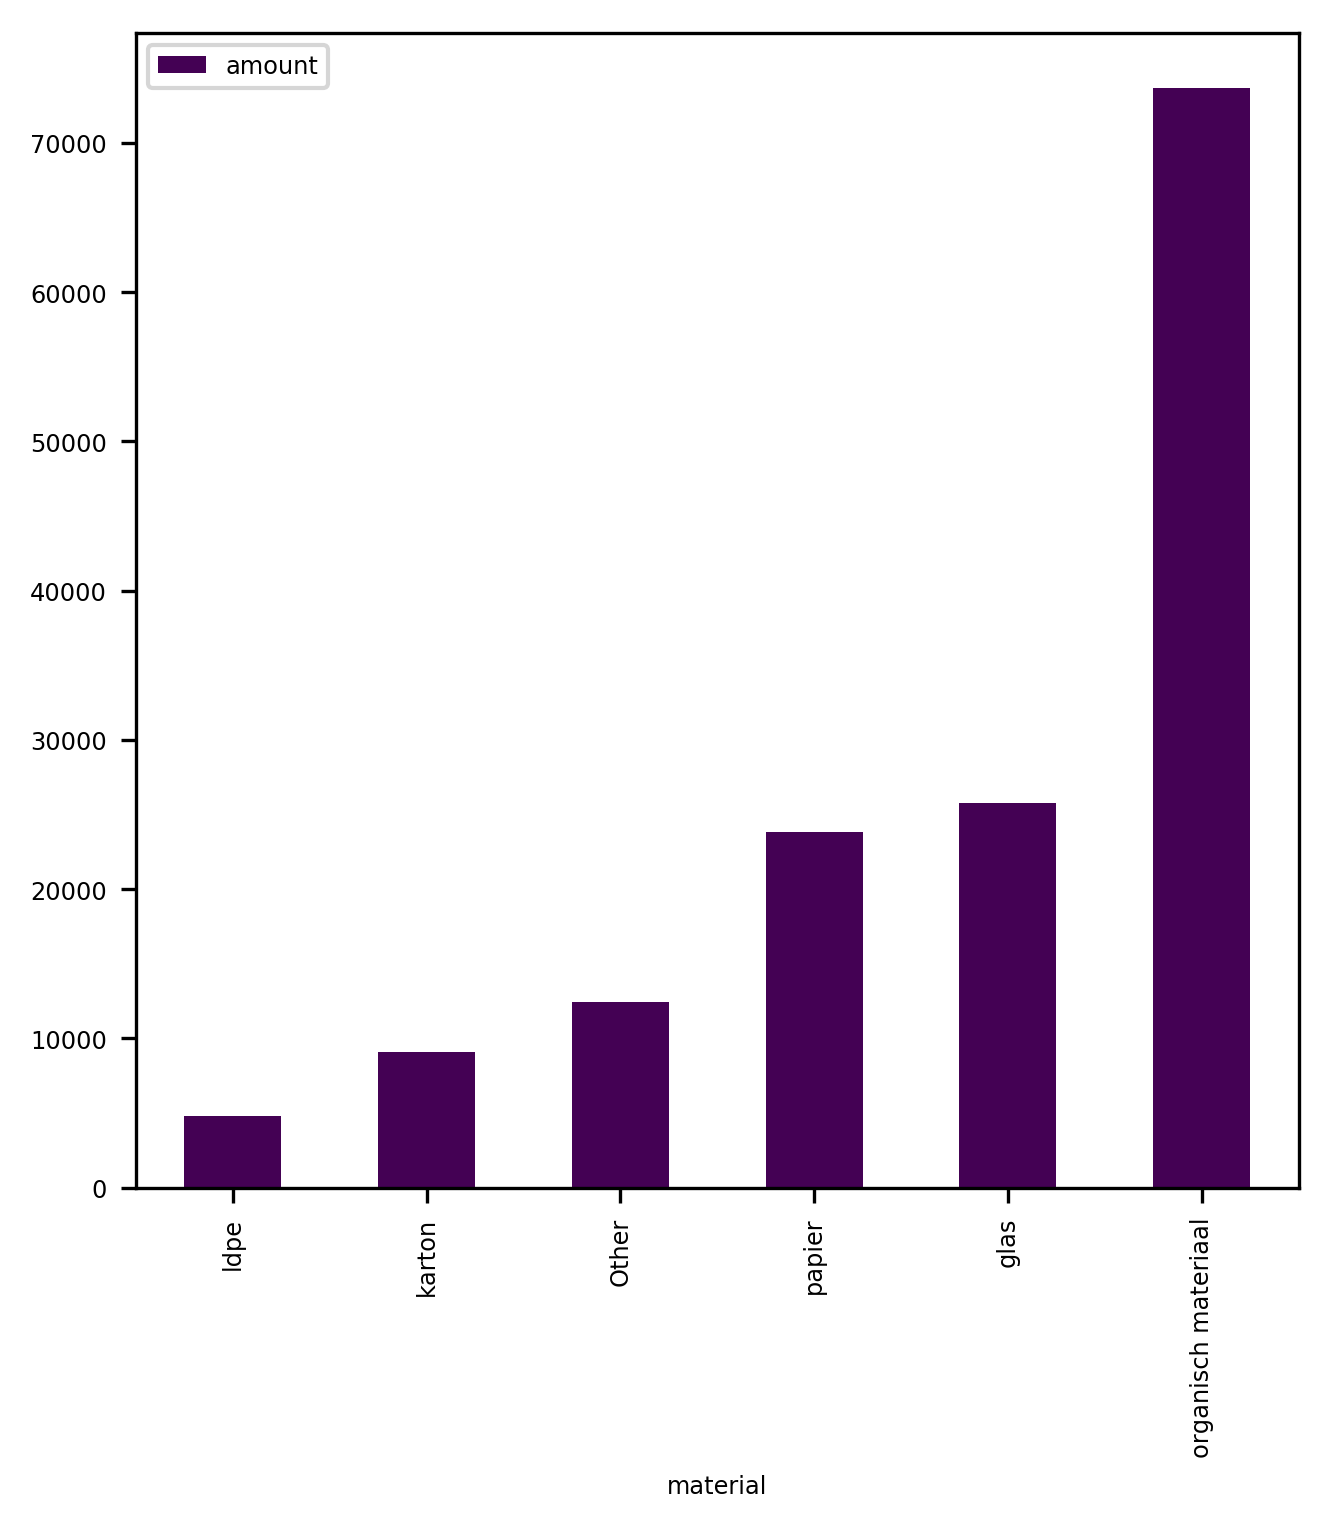 amount
70000
60000
50000
40000
30000
20000
10000
0
ldpe
karton
Other
papier
glas
organisch materiaal
material